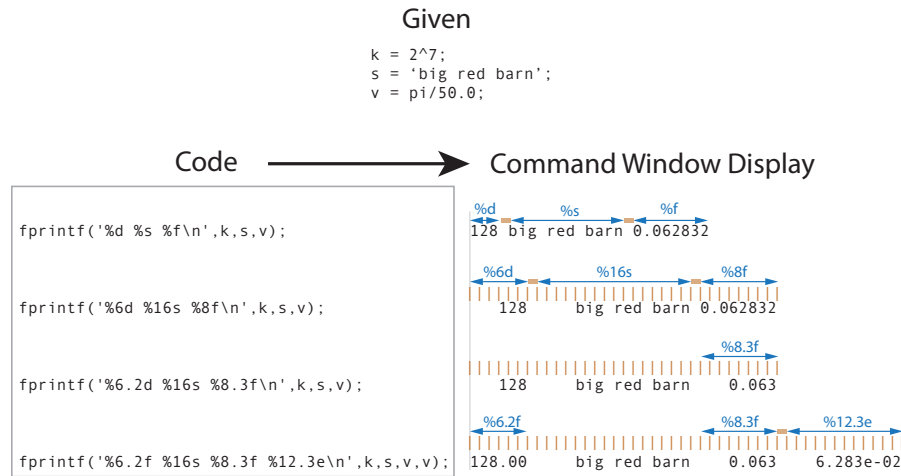 Given
k = 2^7;
s = ‘big red barn’;
v = pi/50.0;
Code
Command Window Display
%d %s %f
fprintf('%d %s %f\n',k,s,v);
128 big red barn 0.062832
%6d %16s %8f
fprintf('%6d %16s %8f\n',k,s,v);
128 big red barn 0.062832
%8.3f
fprintf('%6.2d %16s %8.3f\n',k,s,v);
128 big red barn 0.063
%6.2f %8.3f %12.3e
fprintf('%6.2f %16s %8.3f %12.3e\n',k,s,v,v);
128.00 big red barn 0.063 6.283e-02